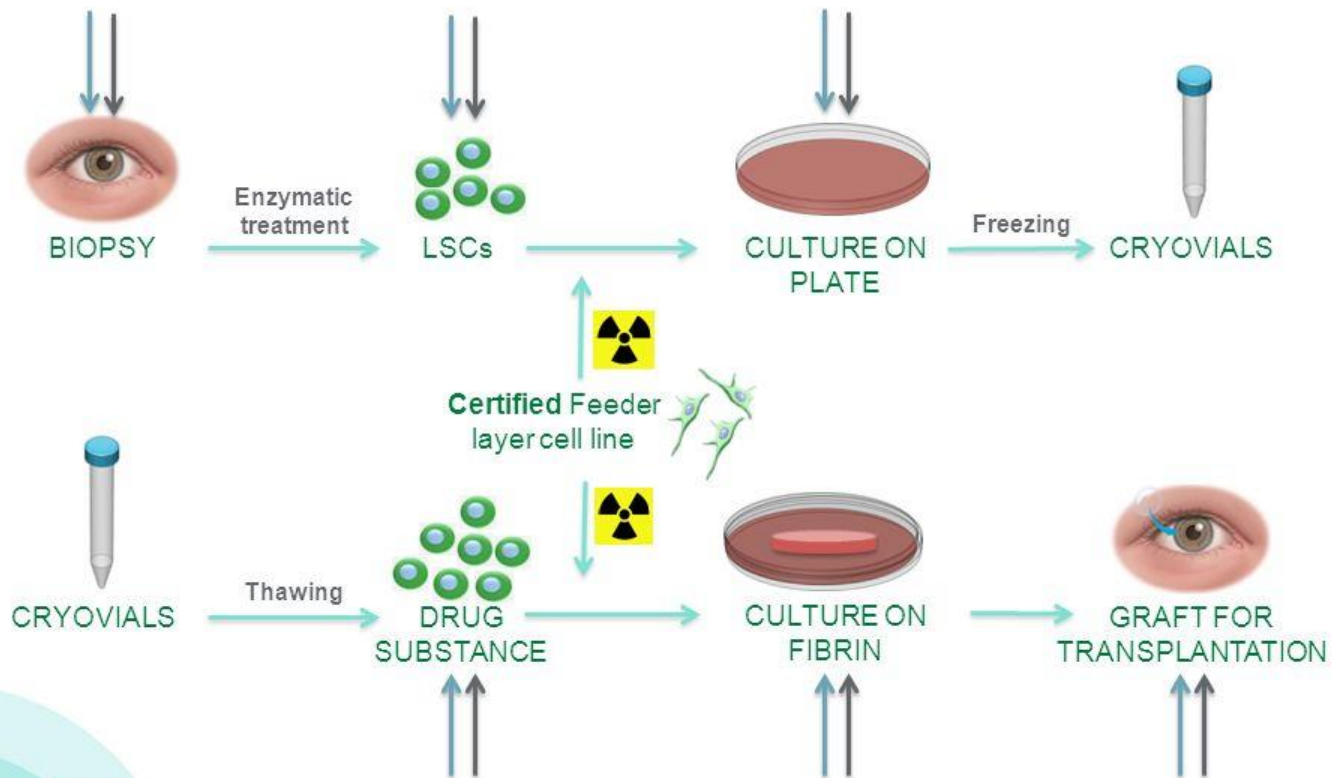 Enzymatic
treatment
BIOPSY
LSCs
CULTURE ON
PLATE
Freezing
CRYOVIALS
Certified Feeder
layer cell line
CRYOVIALS
Thawing
DRUG
SUBSTANCE
CULTURE ON
FIBRIN
GRAFT FOR
TRANSPLANTATION